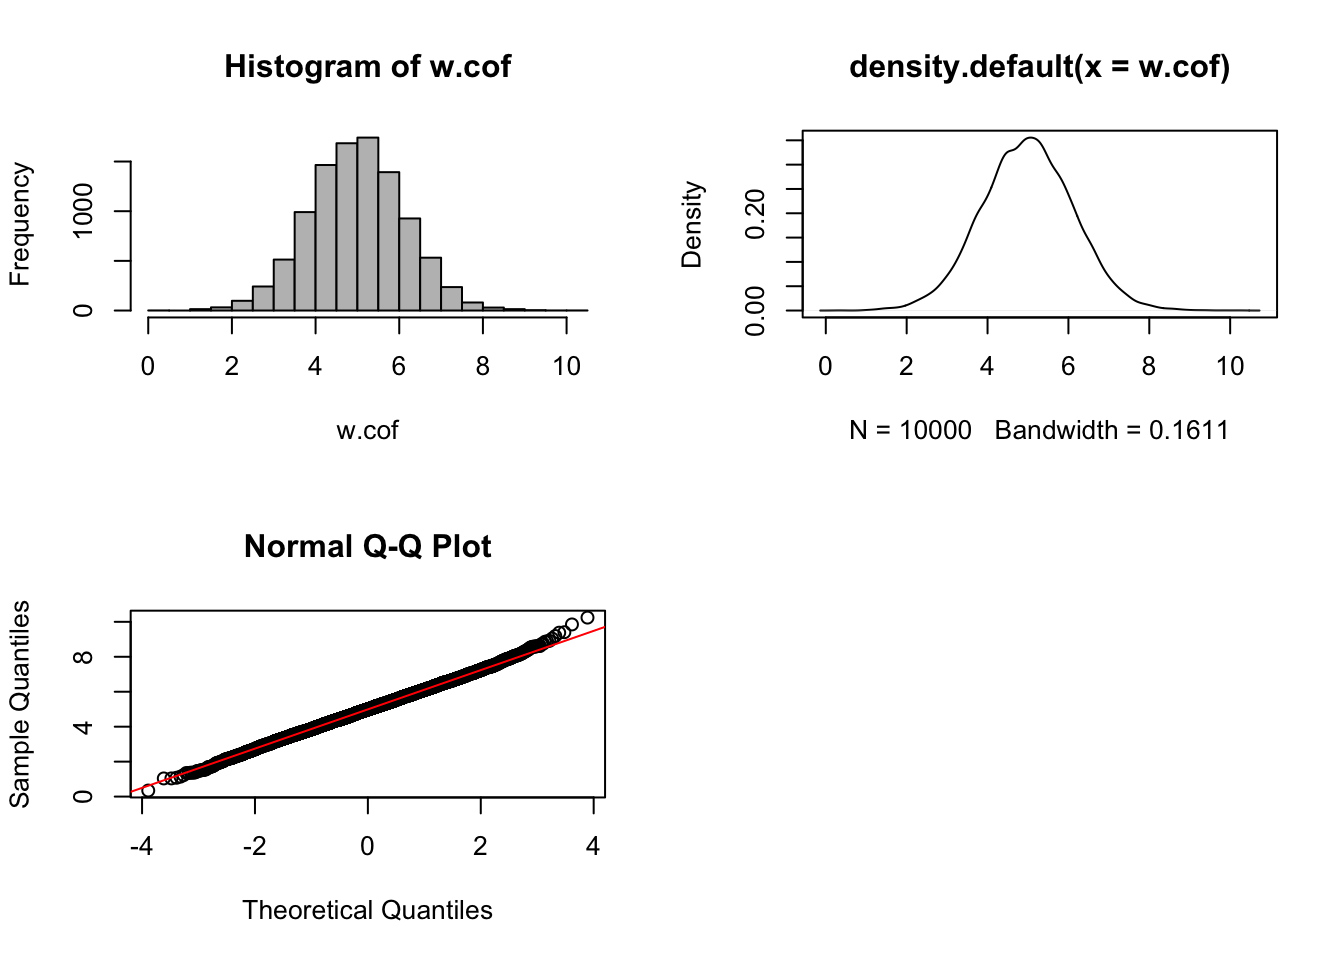 Histogram of w.cof
Frequency
1000
0
0 2 4 6 8 10
w.cof
density.default(x = w.cof)
Density
0.20
0.00
0 2 4 6 8 10
N = 10000 Bandwidth = 0.1611
Normal Q-Q Plot
Sample Quantiles
8
4
0
-4 -2 0 2 4
Theoretical Quantiles